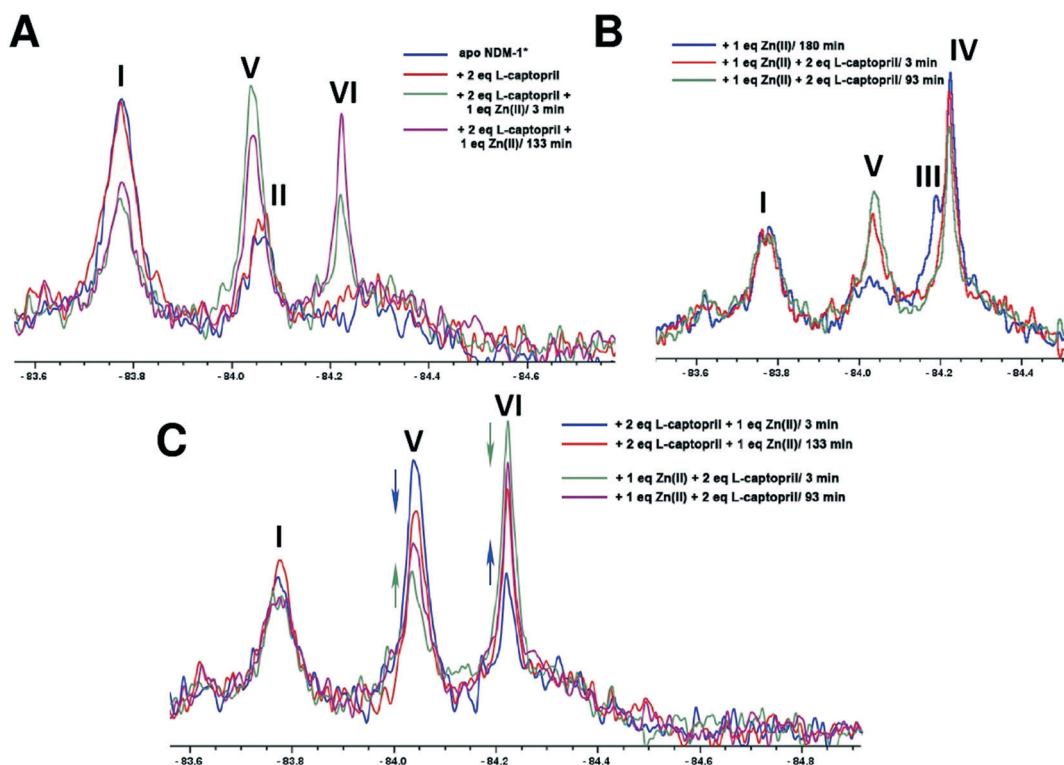 A
I
V
VI
II
apo NDM-1*
+ 2 eq L-captopril
+ 2 eq L-captopril +
1 eq Zn(II)/ 3 min
+ 2 eq L-captopril +
1 eq Zn(II)/ 133 min
-83.6 -83.8 -84.0 -84.2 -84.4 -84.6
B
+ 1 eq Zn(II)/ 180 min
+ 1 eq Zn(II) + 2 eq L-captopril/ 3 min
+ 1 eq Zn(II) + 2 eq L-captopril/ 93 min
IV
V
III
I
-83.6 -83.8 -84.0 -84.2 -84.4
C
VI
V
I
+ 2 eq L-captopril + 1 eq Zn(II)/ 3 min
+ 2 eq L-captopril + 1 eq Zn(II)/ 133 min
+ 1 eq Zn(II) + 2 eq L-captopril/ 3 min
+ 1 eq Zn(II) + 2 eq L-captopril/ 93 min
-83.6 -83.8 -84.0 -84.2 -84.4 -84.6 -84.8